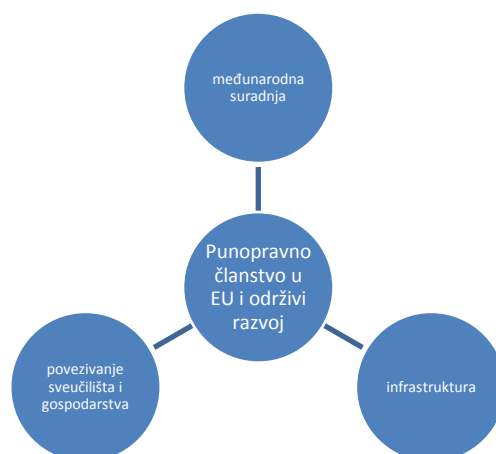 međunarodna
suradnja
Punopravno
članstvo u
EU i održivi
razvoj
povezivanje
sveučilišta i
gospodarstva
infrastruktura